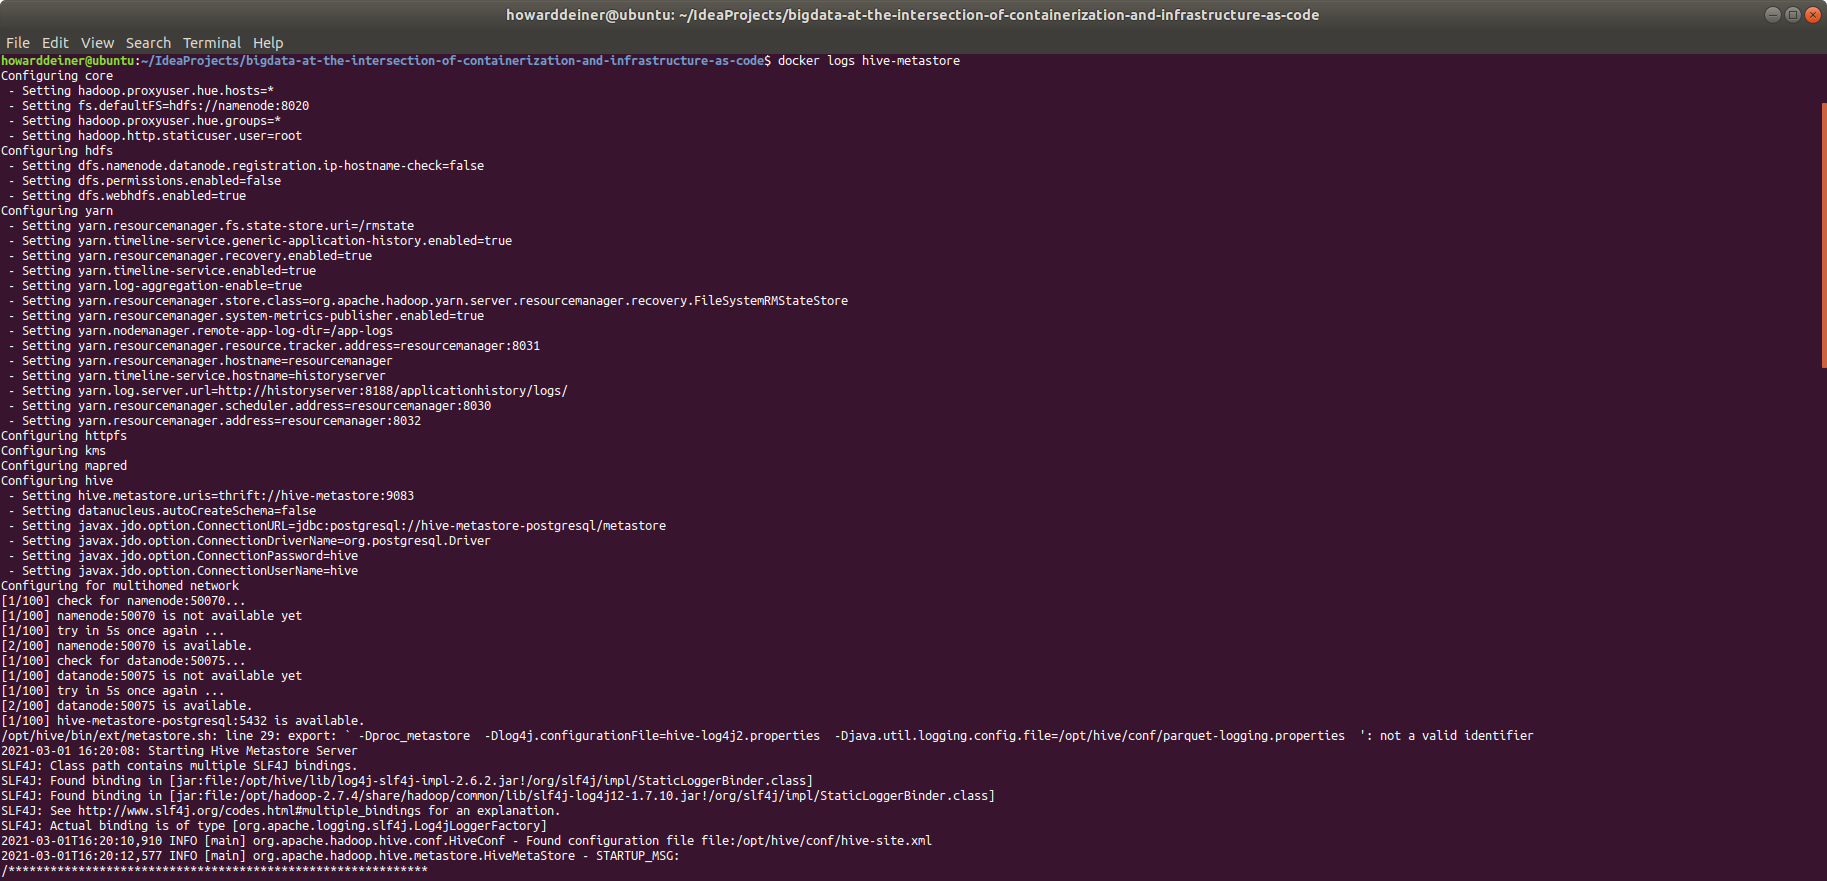 howarddeiner@ubuntu: ~/IdeaProjects/bigdata-at-the-intersection-of-containerization-and-infrastructure-as-code
File Edit View Search Terminal Help
howarddeiner@ubuntu:~/IdeaProjects/bigdata-at-the-intersection-of-containerization-and-infrastructure-as-code$ docker logs hive-metastore
Configuring core
 - Setting hadoop.proxyuser.hue.hosts=*
 - Setting fs.defaultFS=hdfs://namenode:8020
 - Setting hadoop.proxyuser.hue.groups=*
 - Setting hadoop.http.staticuser.user=root
Configuring hdfs
 - Setting dfs.namenode.datanode.registration.ip-hostname-check=false
 - Setting dfs.permissions.enabled=false
 - Setting dfs.webhdfs.enabled=true
Configuring yarn
 - Setting yarn.resourcemanager.fs.state-store.uri=/rmstate
 - Setting yarn.timeline-service.generic-application-history.enabled=true
 - Setting yarn.resourcemanager.recovery.enabled=true
 - Setting yarn.timeline-service.enabled=true
 - Setting yarn.log-aggregation-enable=true
 - Setting yarn.resourcemanager.store.class=org.apache.hadoop.yarn.server.resourcemanager.recovery.FileSystemRMStateStore
 - Setting yarn.resourcemanager.system-metrics-publisher.enabled=true
 - Setting yarn.nodemanager.remote-app-log-dir=/app-logs
 - Setting yarn.resourcemanager.resource.tracker.address=resourcemanager:8031
 - Setting yarn.resourcemanager.hostname=resourcemanager
 - Setting yarn.timeline-service.hostname=historyserver
 - Setting yarn.log.server.url=http://historyserver:8188/applicationhistory/logs/
 - Setting yarn.resourcemanager.scheduler.address=resourcemanager:8030
 - Setting yarn.resourcemanager.address=resourcemanager:8032
Configuring httpfs
Configuring kms
Configuring mapred
Configuring hive
 - Setting hive.metastore.uris=thrift://hive-metastore:9083
 - Setting datanucleus.autoCreateSchema=false
 - Setting javax.jdo.option.ConnectionURL=jdbc:postgresql://hive-metastore-postgresql/metastore
 - Setting javax.jdo.option.ConnectionDriverName=org.postgresql.Driver
 - Setting javax.jdo.option.ConnectionPassword=hive
 - Setting javax.jdo.option.ConnectionUserName=hive
Configuring for multihomed network
[1/100] check for namenode:50070...
[1/100] namenode:50070 is not available yet
[1/100] try in 5s once again ...
[2/100] namenode:50070 is available.
[1/100] check for datanode:50075...
[1/100] datanode:50075 is not available yet
[1/100] try in 5s once again ...
[2/100] datanode:50075 is available.
[1/100] hive-metastore-postgresql:5432 is available.
/opt/hive/bin/ext/metastore.sh: line 29: export: ` -Dproc_metastore  -Dlog4j.configurationFile=hive-log4j2.properties  -Djava.util.logging.config.file=/opt/hive/conf/parquet-logging.properties  ': not a valid identifier
2021-03-01 16:20:08: Starting Hive Metastore Server
SLF4J: Class path contains multiple SLF4J bindings.
SLF4J: Found binding in [jar:file:/opt/hive/lib/log4j-slf4j-impl-2.6.2.jar!/org/slf4j/impl/StaticLoggerBinder.class]
SLF4J: Found binding in [jar:file:/opt/hadoop-2.7.4/share/hadoop/common/lib/slf4j-log4j12-1.7.10.jar!/org/slf4j/impl/StaticLoggerBinder.class]
SLF4J: See http://www.slf4j.org/codes.html#multiple_bindings for an explanation.
SLF4J: Actual binding is of type [org.apache.logging.slf4j.Log4jLoggerFactory]
2021-03-01T16:20:10,910 INFO [main] org.apache.hadoop.hive.conf.HiveConf - Found configuration file file:/opt/hive/conf/hive-site.xml
2021-03-01T16:20:12,577 INFO [main] org.apache.hadoop.hive.metastore.HiveMetaStore - STARTUP_MSG:
/************************************************************